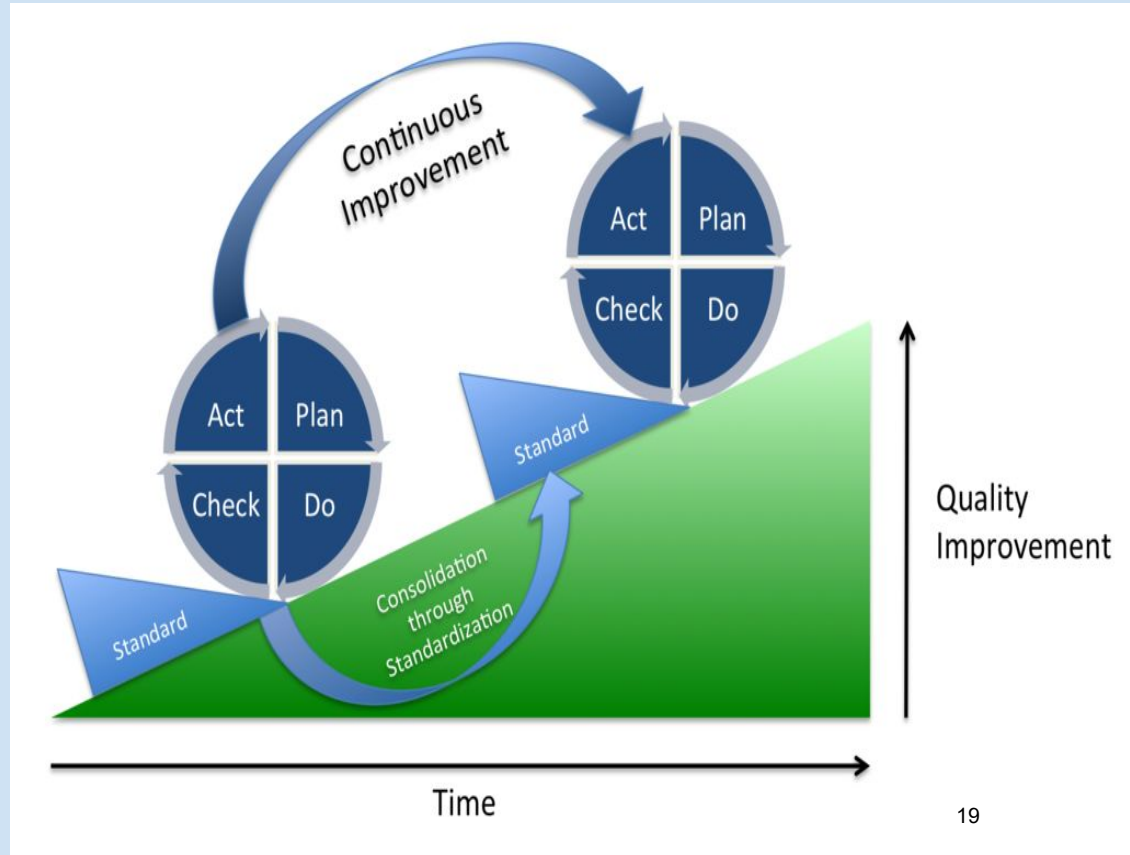 Continuous
Improvement
Act
Plan
Check
Do
Act
Plan
Check
Do
Standard
Standard
Consolidation
through
Standardization
Quality
Improvement
Time
19